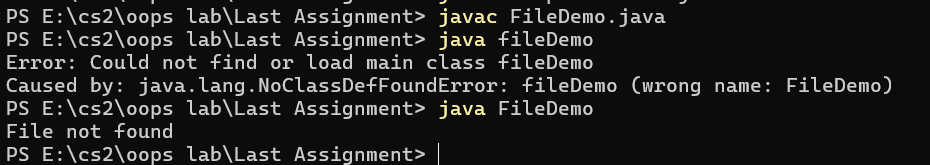 PS E:\cs2\oops lab\Last Assignment> javac FileDemo.java
PS E:\cs2\oops lab\Last Assignment> java fileDemo
Error: Could not find or load main class fileDemo
Caused by: java.lang.NoClassDefFoundError: fileDemo (wrong name: FileDemo)
PS E:\cs2\oops lab\Last Assignment> java FileDemo
File not found
PS E:\cs2\oops lab\Last Assignment>